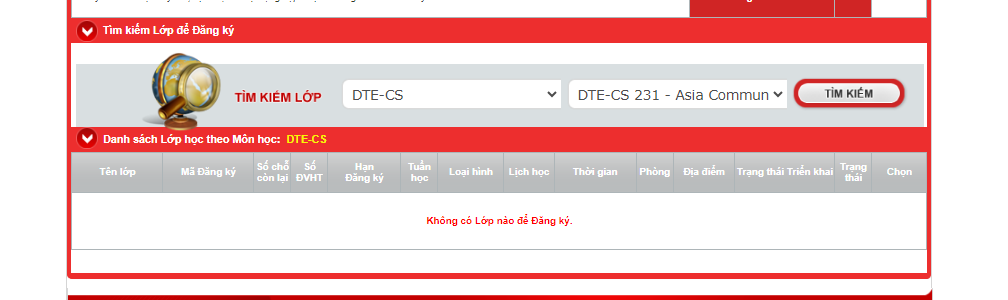 Tìm kiếm Lớp để Đăng ký
TÌM KIẾM LỚP
DTE-CS
DTE-CS 231 - Asia Commun
TÌM KIẾM
Danh sách Lớp học theo Môn học: DTE-CS
Tên lớp
Mã Đăng ký
Số chỗ
còn lại
Số
ĐVHT
Hạn
Đăng ký
Tuần
học
Loại hình
Lịch học
Thời gian
Phòng
Địa điểm
Trạng thái Triển khai
Trạng
thái
Chọn
Không có Lớp nào để Đăng ký.